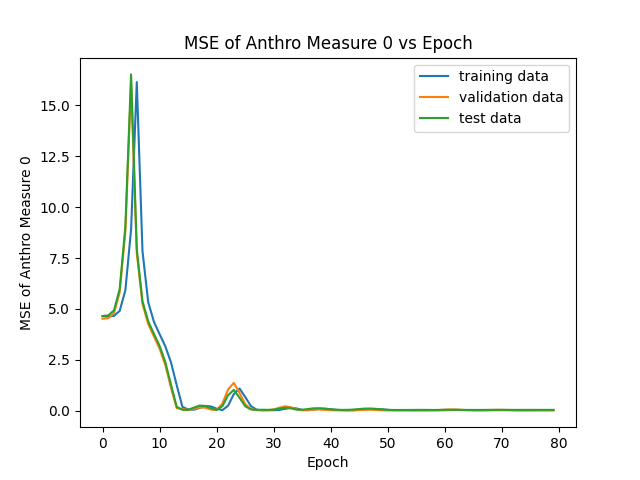 MSE of Anthro Measure 0 vs Epoch
training data
validation data
test data
MSE of Anthro Measure 0
15.0
12.5
10.0
7.5
5.0
2.5
0.0
0 10 20 30 40 50 60 70 80
Epoch